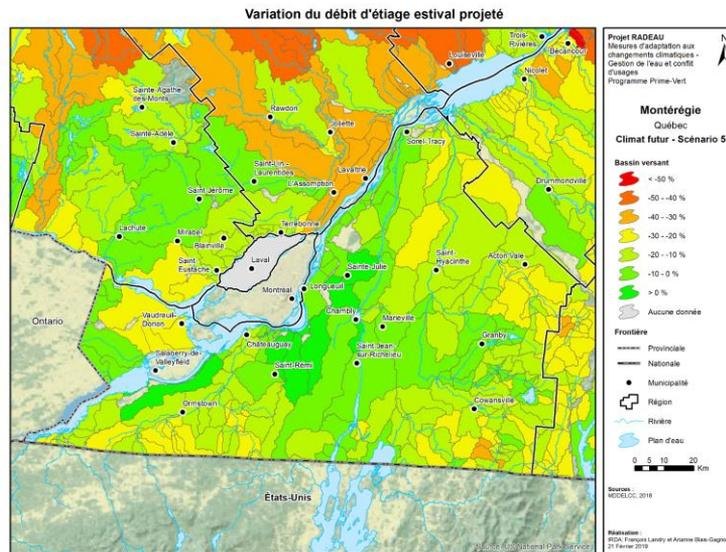 Variation du débit d'étiage estival projeté
Trois-
Rivières
Bécancour
Louiseville
Nicolet
Sainte-Agathe
des-Monts
Rawdon
Joliette
Sainte-Adèle
Sorel-Tracy
Saint-Lin -
Laurentides
Lavaltrie
L'Assomption
Drummondville
Saint Jérôme
Lachute
Mirabel
Terrebonne
Blainville
Saint
Hyacinthe
Acton Vale
Saint
Eustache
Laval
Sainte-Julie
Montréal
Longueuil
Ontario
Vaudreuil-
Dorion
Chambly
Marieville
Granby
Châteauguay
Salaberry-de-
Valleyfield
Saint-Rémi
Saint Jean
sur-Richelieu
Ormstown
Cowansville
États-Unis
Source : US National Park Service
Projet RADEAU
Mesures d'adaptation aux
changements climatiques -
Gestion de l'eau et conflit
d'usages
Programme Prime-Vert
N
Montérégie
Québec
Climat futur - Scénario 5
Bassin versant
< -50 %
-50 - -40 %
-40 - -30 %
-30 - -20 %
-20 - -10 %
-10 - 0 %
> 0 %
Aucune donnée
Frontière
Provinciale
Nationale
Municipalité
Région
Rivière
Plan d'eau
0 5 10 20
Km
Sources :
MDDELCC, 2018
Réalisation :
IRDA, François Landry et Arianne Blais-Gagnon
21 Février 2019